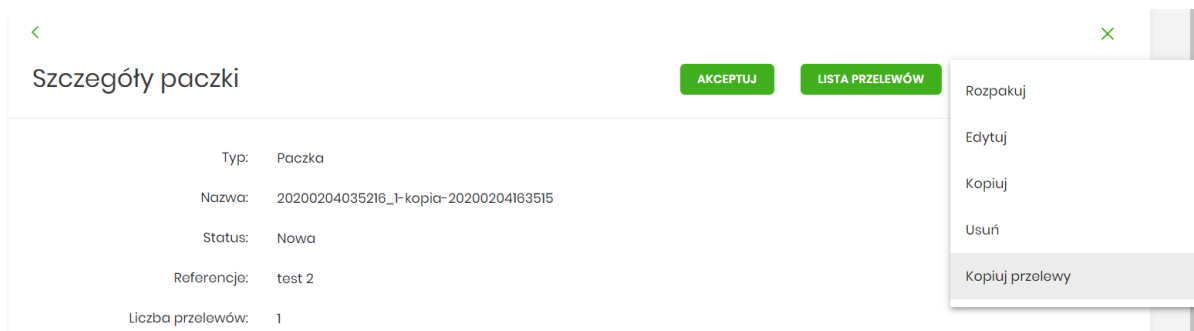 Szczegóły paczki
AKCEPTUJ
LISTA PRZELEWÓW
Rozpakuj
Edytuj
Kopiuj
Usuń
Kopiuj przelewy
Typ: Paczka
Nazwa: 20200204035216_1-kopia-20200204163515
Status: Nowa
Referencje: test 2
Liczba przelewów: 1